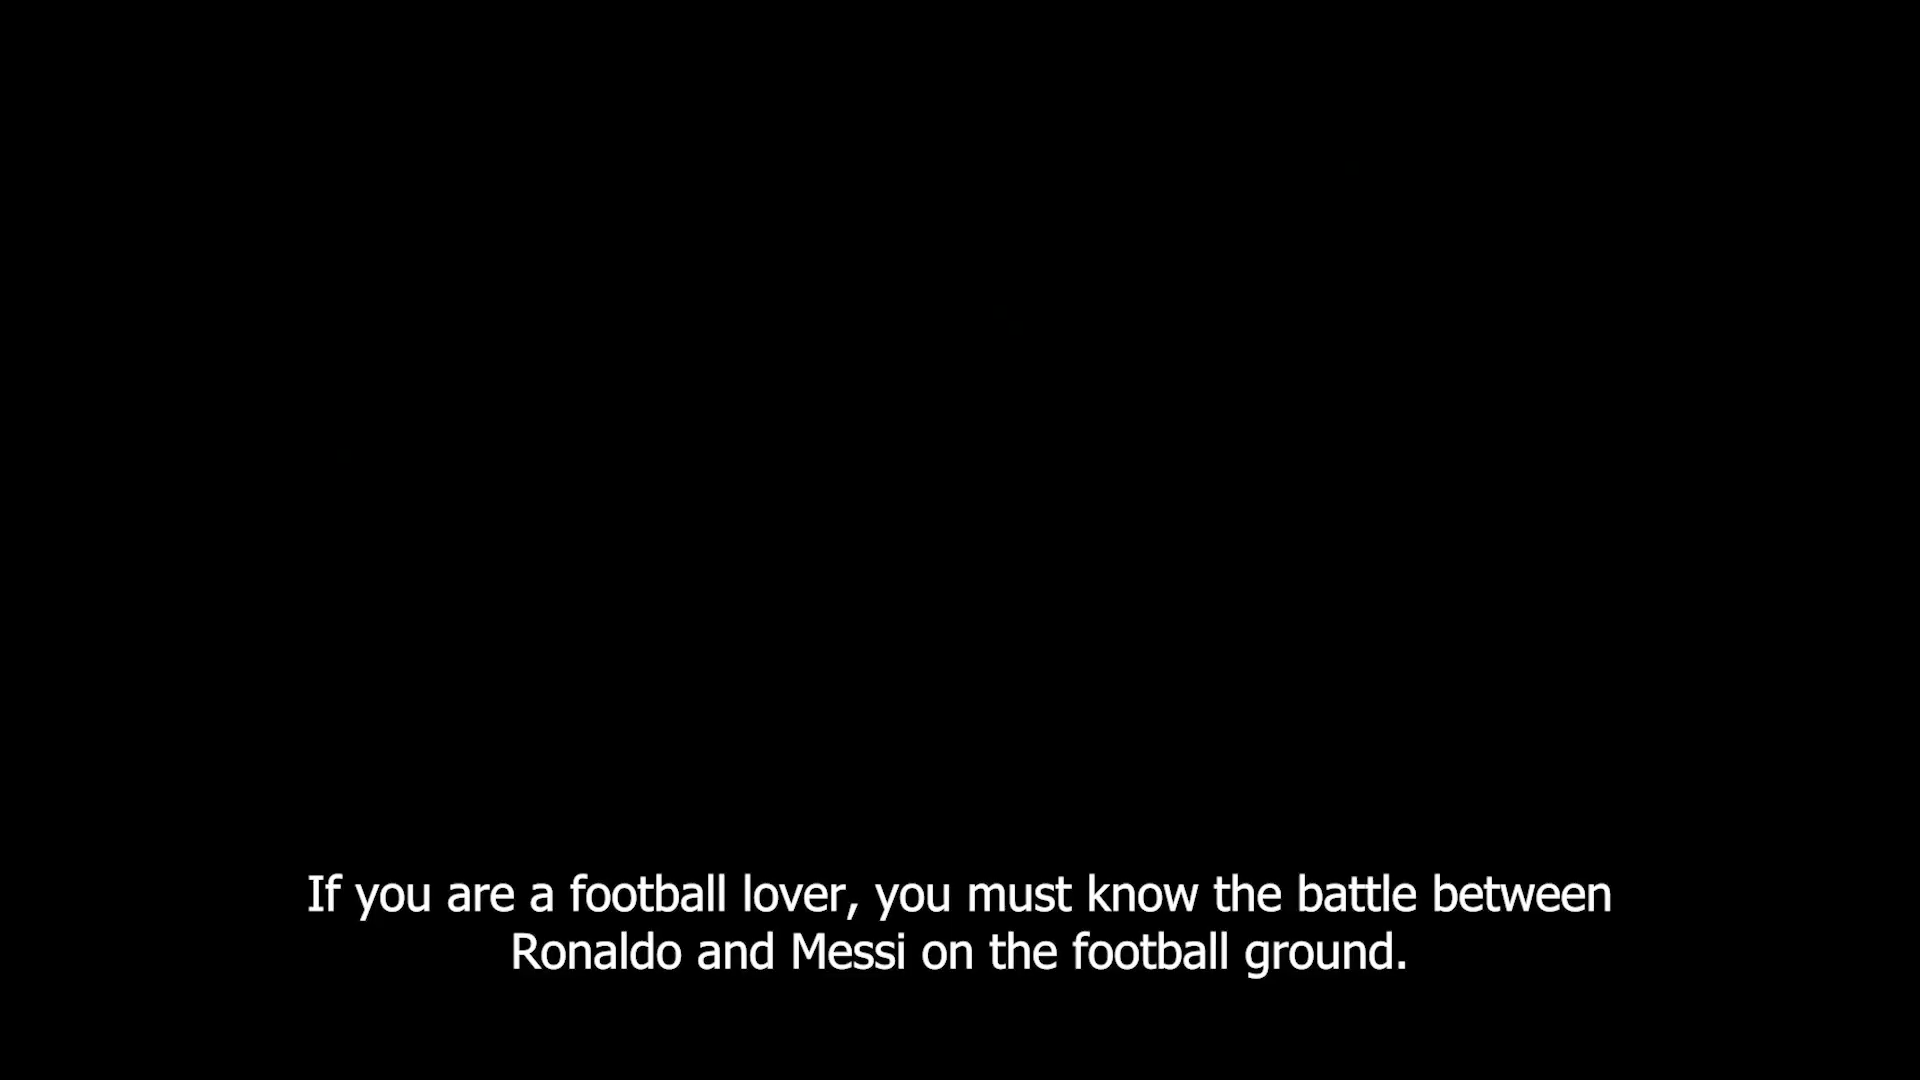 If you are a football lover, you must know the battle between
Ronaldo and Messi on the football ground.